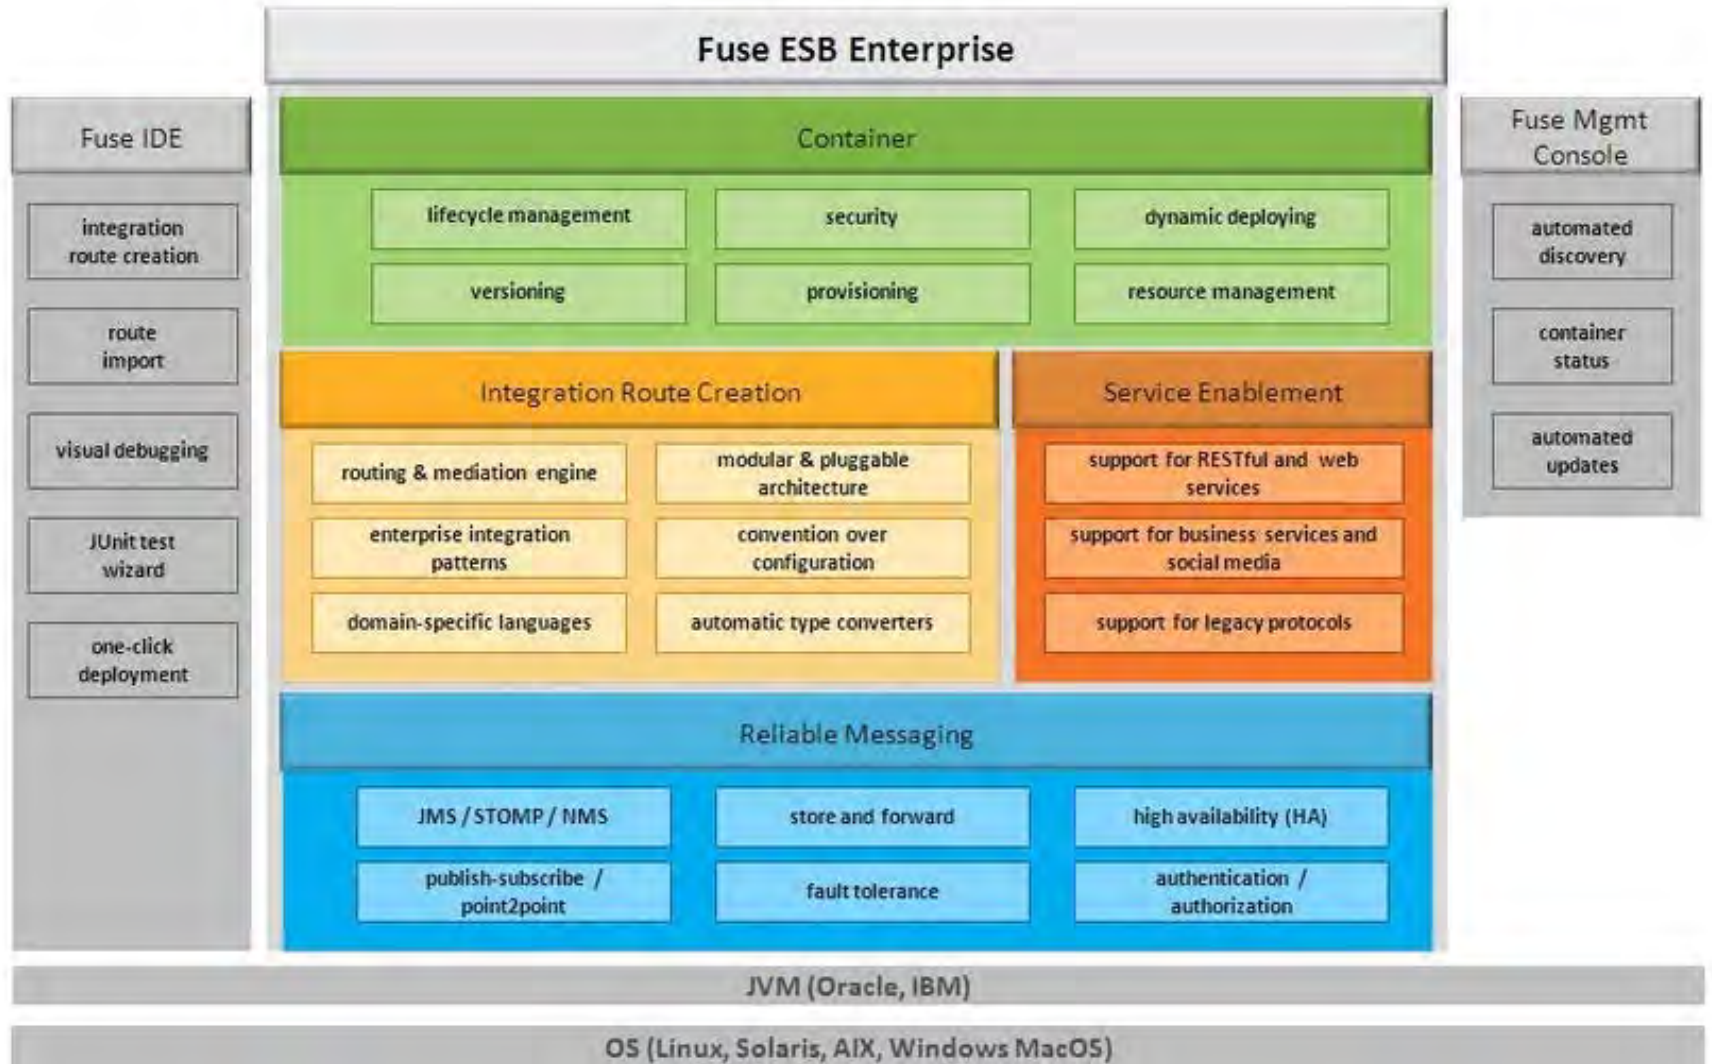 Fuse ESB Enterprise
Fuse IDE
integration
route creation
route
import
visual debugging
JUnit test
wizard
one-click
deployment
Container
lifecycle management
security
dynamic deploying
versioning
provisioning
resource management
Integration Route Creation
routing & mediation engine
modular & pluggable
architecture
enterprise integration
patterns
convention over
configuration
domain-specific languages
automatic type converters
Service Enablement
support for RESTful and web
services
support for business services and
social media
support for legacy protocols
Reliable Messaging
JMS / STOMP / NMS
store and forward
high availability (HA)
publish-subscribe /
point2point
fault tolerance
authentication /
authorization
Fuse Mgmt
Console
automated
discovery
container
status
automated
updates
JVM (Oracle, IBM)
OS (Linux, Solaris, AIX, Windows MacOS)